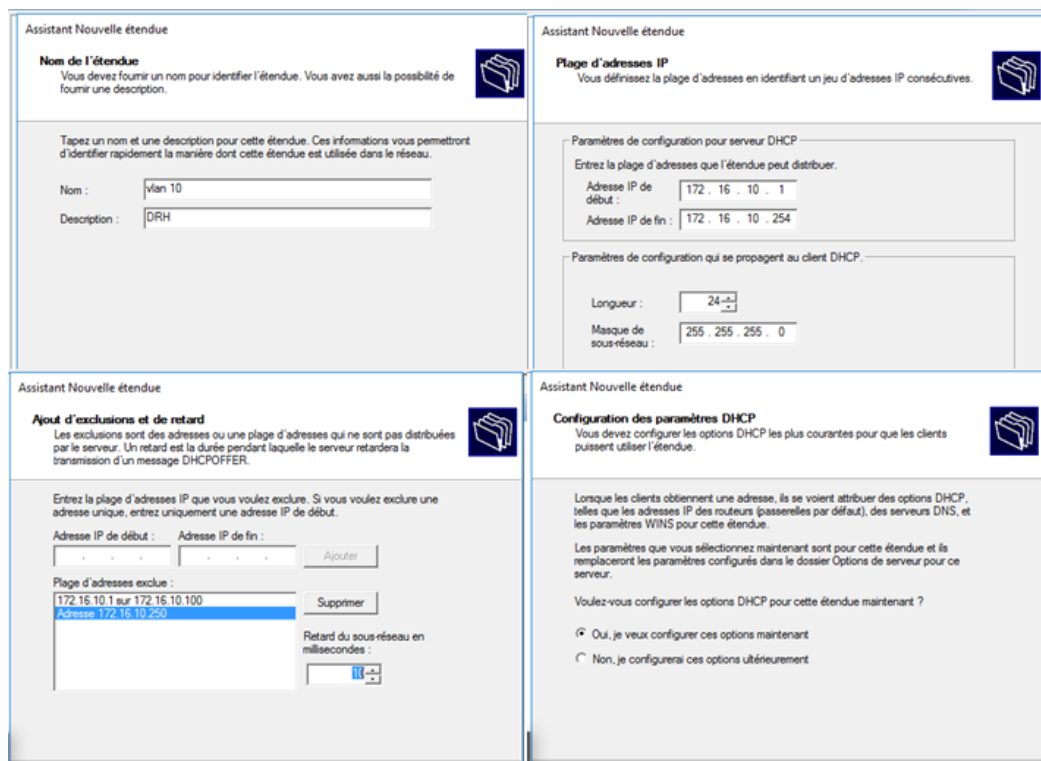 Assistant Nouvelle étendue
Nom de l'étendue
Vous devez fournir un nom pour identifier l'étendue. Vous avez aussi la possibilité de
fournir une description.
Tapez un nom et une description pour cette étendue. Ces informations vous permettront
d'identifier rapidement la manière dont cette étendue est utilisée dans le réseau.
Nom : vlan 10
Description : DRH
Assistant Nouvelle étendue
Plage d'adresses IP
Vous définissez la plage d'adresses en identifiant un jeu d'adresses IP consécutives.
Paramètres de configuration pour serveur DHCP
Entrez la plage d'adresses que l'étendue peut distribuer.
Adresse IP de
début : 172 . 16 . 10 . 1
Adresse IP de fin : 172 . 16 . 10 . 254
Paramètres de configuration qui se propagent au client DHCP.
Longueur : 24
Masque de
sous-réseau : 255 . 255 . 255 . 0
Assistant Nouvelle étendue
Ajout d'exclusions et de retard
Les exclusions sont des adresses ou une plage d'adresses qui ne sont pas distribuées
par le serveur. Un retard est la durée pendant laquelle le serveur retardera la
transmission d'un message DHCPOFFER.
Entrez la plage d'adresses IP que vous voulez exclure. Si vous voulez exclure une
adresse unique, entrez uniquement une adresse IP de début.
Adresse IP de début : Adresse IP de fin :
Ajouter
Plage d'adresses exclue :
172.16.10.1 sur 172.16.10.100
Adresse 172.16.10.250
Supprimer
Retard du sous-réseau en
millisecondes :
Assistant Nouvelle étendue
Configuration des paramètres DHCP
Vous devez configurer les options DHCP les plus courantes pour que les clients
puissent utiliser l'étendue.
Lorsque les clients obtiennent une adresse, ils se voient attribuer des options DHCP,
telles que les adresses IP des routeurs (passerelles par défaut), des serveurs DNS, et
les paramètres WINS pour cette étendue.
Les paramètres que vous sélectionnez maintenant sont pour cette étendue et ils
remplaceront les paramètres configurés dans le dossier Options de serveur pour ce
serveur.
Voulez-vous configurer les options DHCP pour cette étendue maintenant ?
Oui, je veux configurer ces options maintenant
Non, je configurerai ces options ultérieurement